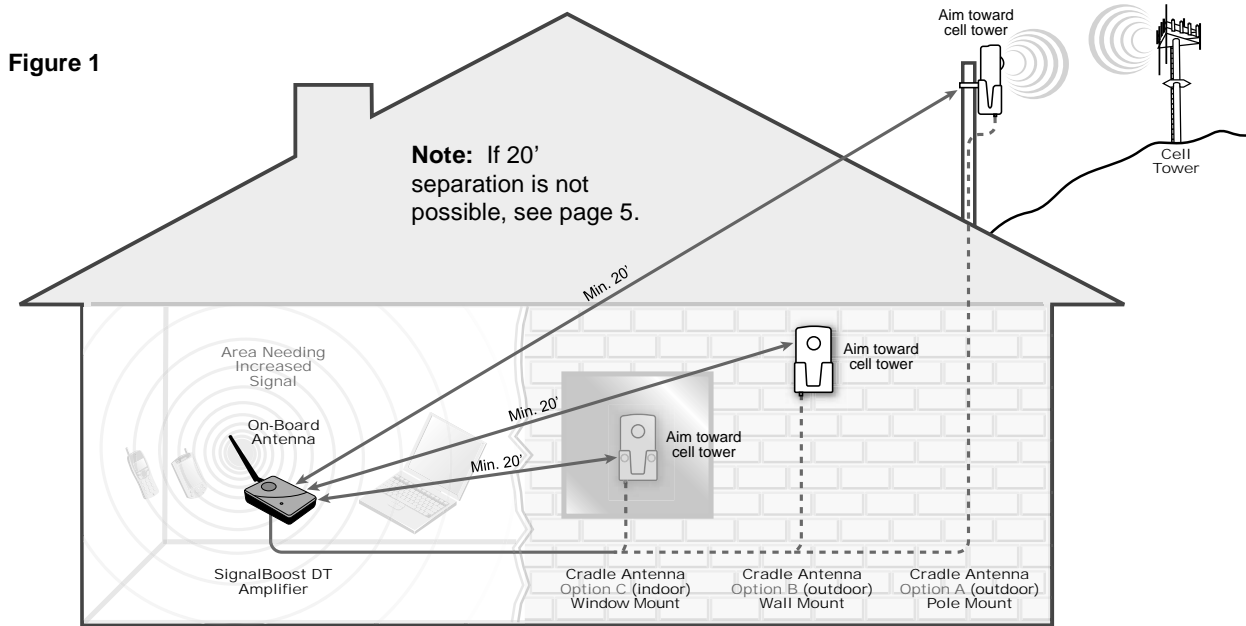 Figure 1
Aim toward
cell tower
Cell
Tower
Note: If 20'
separation is not
possible, see page 5.
Min. 20'
Area Needing
Increased
Signal
On-Board
Antenna
Min. 20'
Aim toward
cell tower
Min. 20'
Aim toward
cell tower
SignalBoost DT
Amplifier
Cradle Antenna
Option C (indoor)
Window Mount
Cradle Antenna
Option B (outdoor)
Wall Mount
Cradle Antenna
Option A (outdoor)
Pole Mount